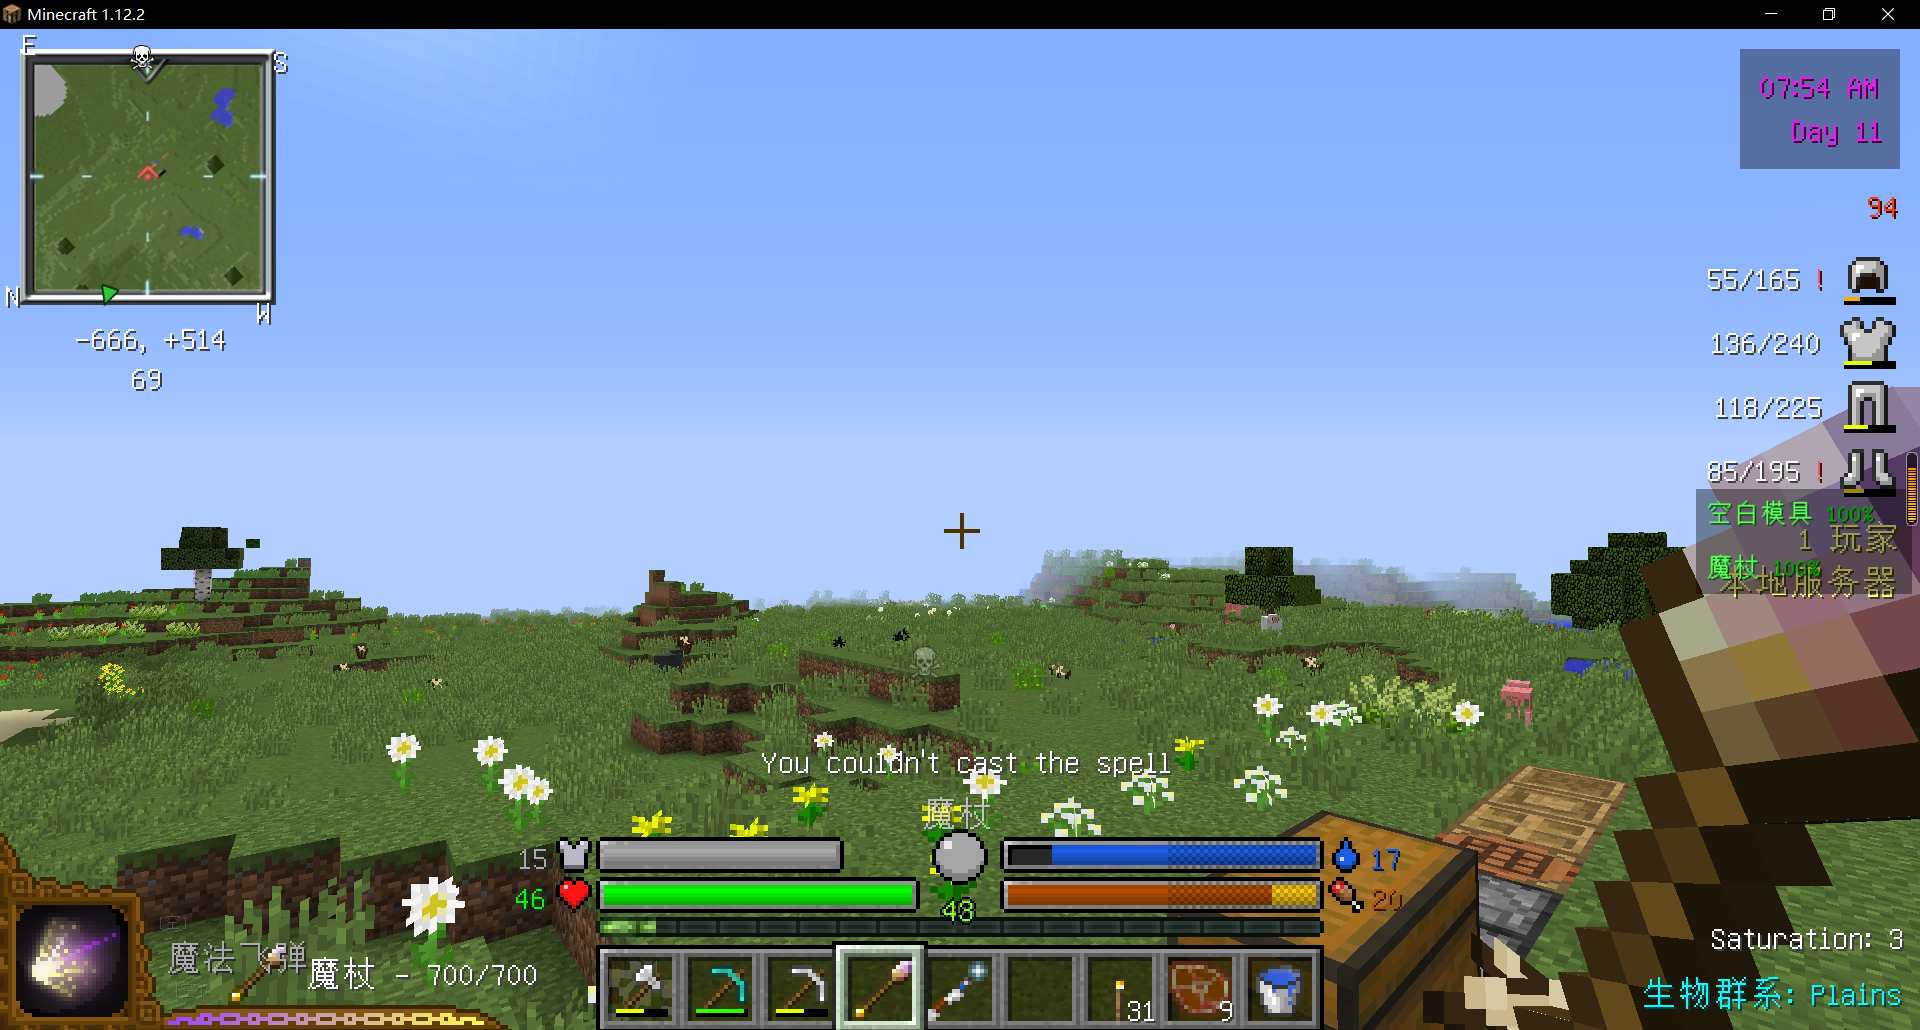 Minecraft 1.12.2
E
S
N
W
-666, +514
69
07:54 AM
Day 11
94
55/165 !
136/240
118/225
85/195 !
空白模具 100%
1 玩家
魔杖 100%
本地服务器
You couldn't cast the spell
魔杖
15
17
46
43
20
魔法飞弹
魔杖 - 700/700
31
9
Saturation: 3
生物群系: Plains